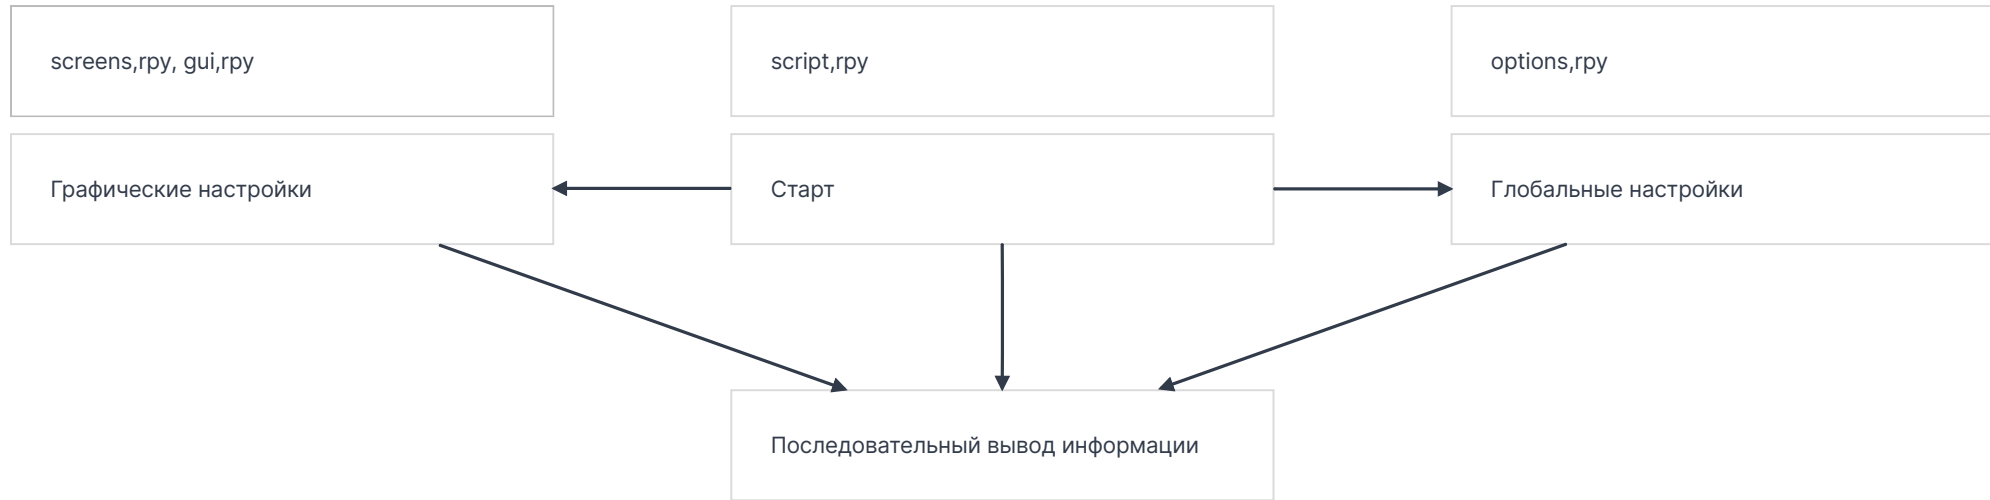 screens,rpy, gui,rpy
script,rpy
options,rpy
Графические настройки
Старт
Глобальные настройки
Последовательный вывод информации